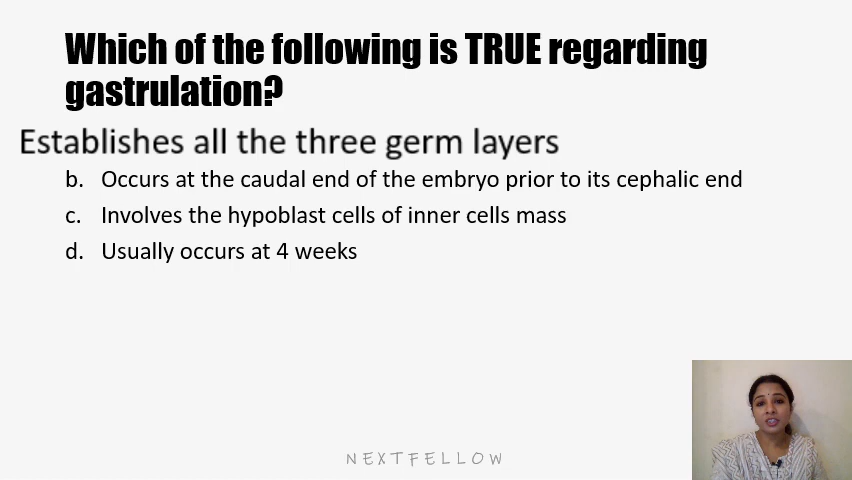 Which of the following is TRUE regarding
gastrulation?
Establishes all the three germ layers
b. Occurs at the caudal end of the embryo prior to its cephalic end
c. Involves the hypoblast cells of inner cells mass
d. Usually occurs at 4 weeks
NEXTFELLOW